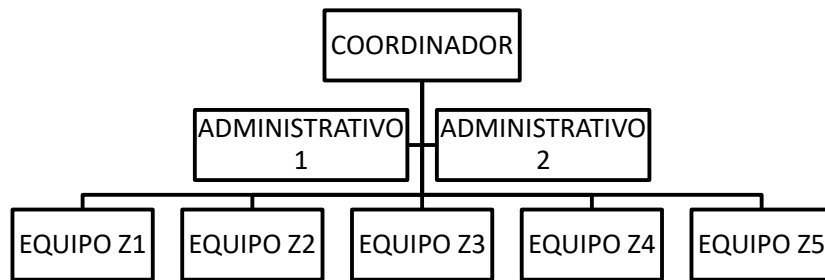 COORDINADOR
ADMINISTRATIVO
1
ADMINISTRATIVO
2
EQUIPO Z1
EQUIPO Z2
EQUIPO Z3
EQUIPO Z4
EQUIPO Z5